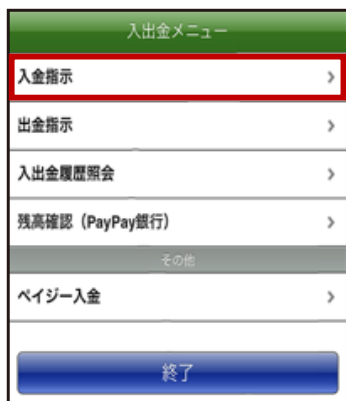 入出金メニュー
入金指示
出金指示
入出金履歴照会
残高確認（PayPay銀行）
その他
ペイジー入金
終了